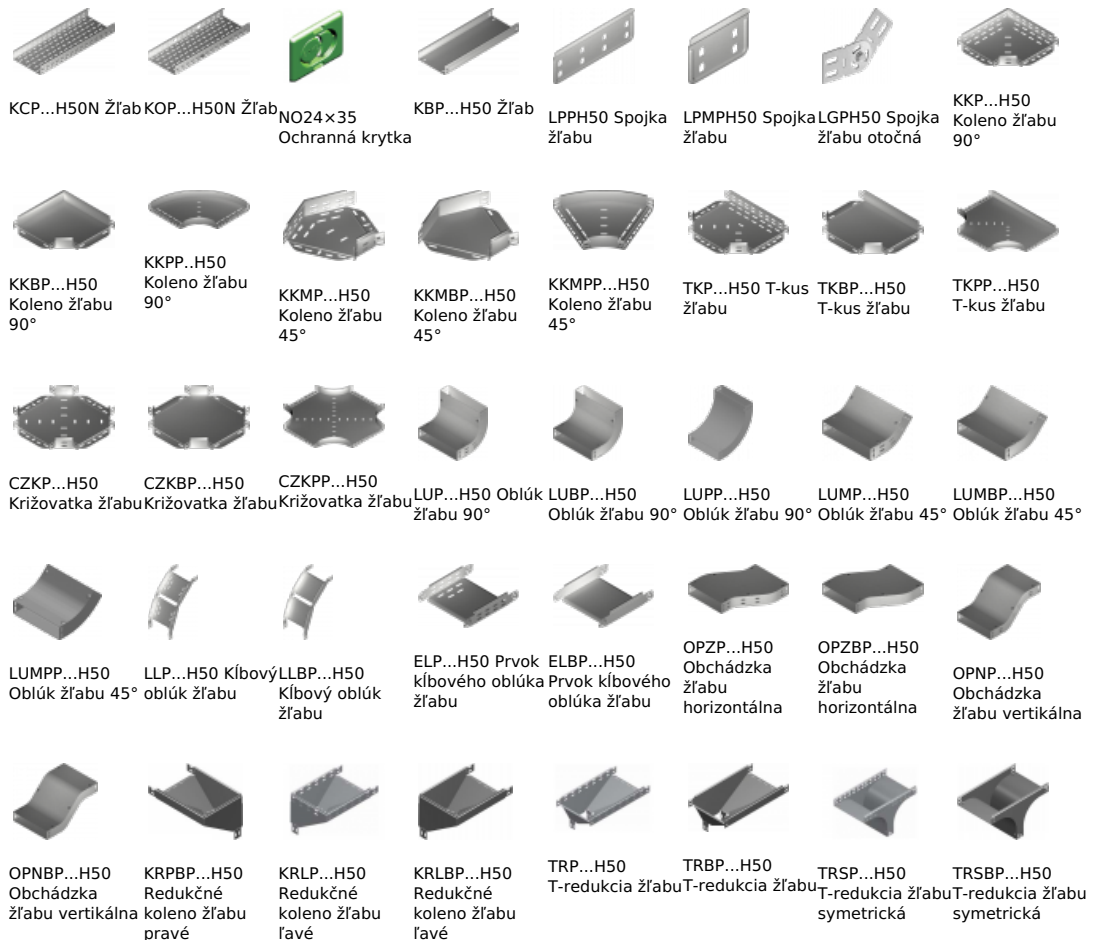 KCP...H50N Žľab
KOP...H50N Žľab
NO24×35
Ochranná krytka
KBP...H50 Žľab
LPPH50 Spojka
žľabu
LPMPH50 Spojka
žľabu
LGPH50 Spojka
žľabu otočná
KKP...H50
Koleno žľabu
90°
KKBP...H50
Koleno žľabu
90°
KKPP..H50
Koleno žľabu
90°
KKMP...H50
Koleno žľabu
45°
KKMBP...H50
Koleno žľabu
45°
KKMPP...H50
Koleno žľabu
45°
TKP...H50 T-kus
žľabu
TKBP...H50
T-kus žľabu
TKPP...H50
T-kus žľabu
CZKP...H50
Križovatka žľabu
CZKBP...H50
Križovatka žľabu
CZKPP...H50
Križovatka žľabu
LUP...H50 Oblúk
žľabu 90°
LUBP...H50
Oblúk žľabu 90°
LUPP...H50
Oblúk žľabu 90°
LUMP...H50
Oblúk žľabu 45°
LUMBP...H50
Oblúk žľabu 45°
LUMPP...H50
Oblúk žľabu 45°
LLP...H50 Kĺbový
oblúk žľabu
LLBP...H50
Kĺbový oblúk
žľabu
ELP...H50 Prvok
kĺbového oblúka
žľabu
ELBP...H50
Prvok kĺbového
oblúka žľabu
OPZP...H50
Obchádzka
žľabu
horizontálna
OPZBP...H50
Obchádzka
žľabu
horizontálna
OPNP...H50
Obchádzka
žľabu vertikálna
OPNBP...H50
Obchádzka
žľabu vertikálna
KRPBP...H50
Redukčné
koleno žľabu
pravé
KRLP...H50
Redukčné
koleno žľabu
ľavé
KRLBP...H50
Redukčné
koleno žľabu
ľavé
TRP...H50
T-redukcia žľabu
TRBP...H50
T-redukcia žľabu
TRSP...H50
T-redukcia žľabu
symetrická
TRSBP...H50
T-redukcia žľabu
symetrická